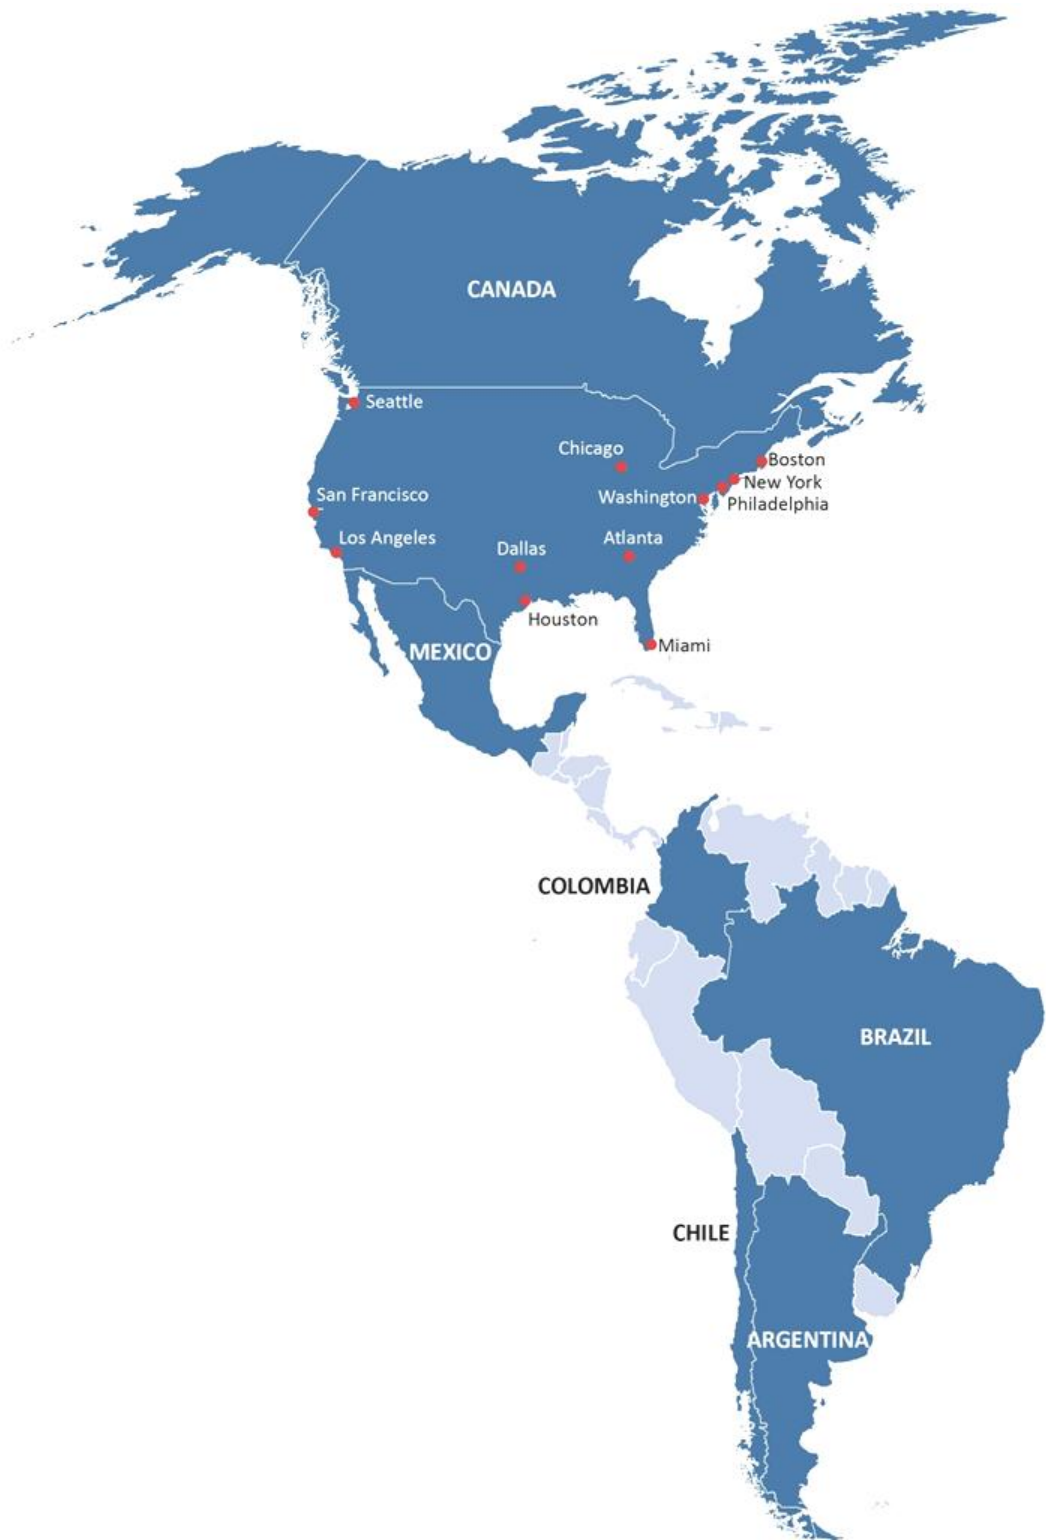 CANADA
Seattle
Chicago
Boston
New York
San Francisco
Washington
Philadelphia
Los Angeles
Dallas
Atlanta
Houston
MEXICO
Miami
COLOMBIA
BRAZIL
CHILE
ARGENTINA